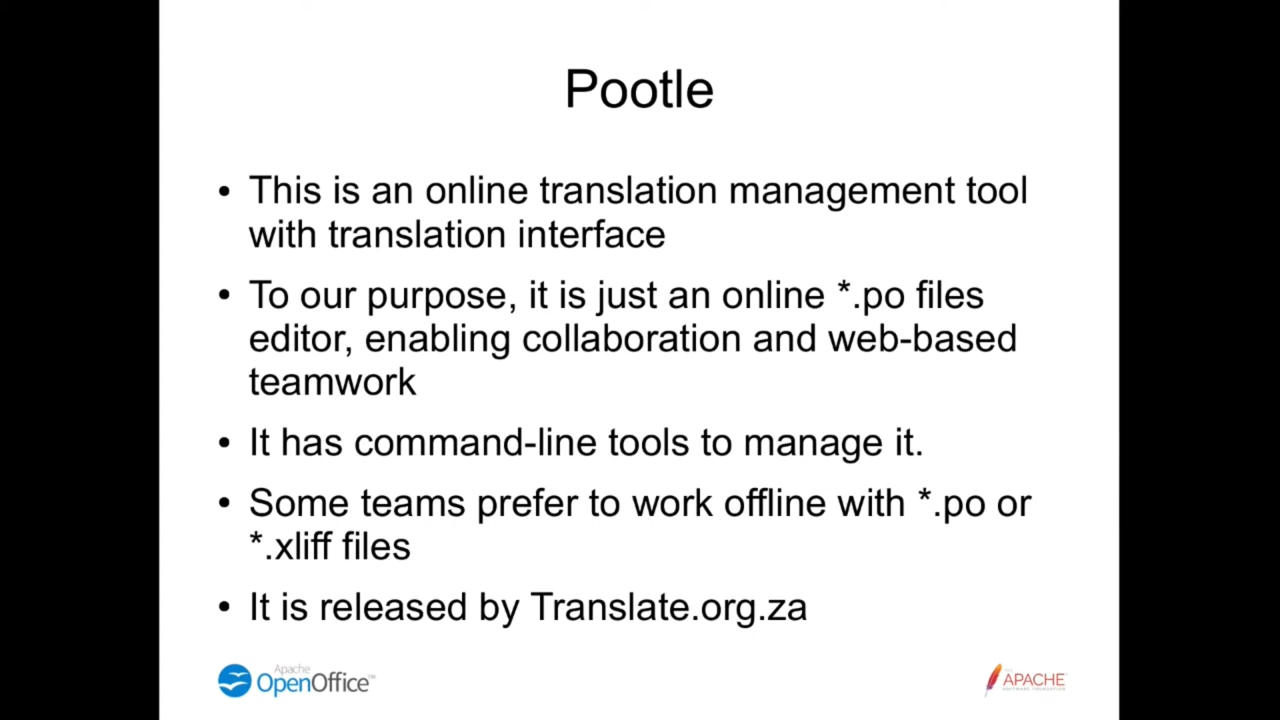 Pootle
• This is an online translation management tool
with translation interface
• To our purpose, it is just an online *.po files
editor, enabling collaboration and web-based
teamwork
• It has command-line tools to manage it.
• Some teams prefer to work offline with *.po or
*.xliff files
• It is released by Translate.org.za
Apache
OpenOffice™
THE
APACHE
SOFTWARE FOUNDATION